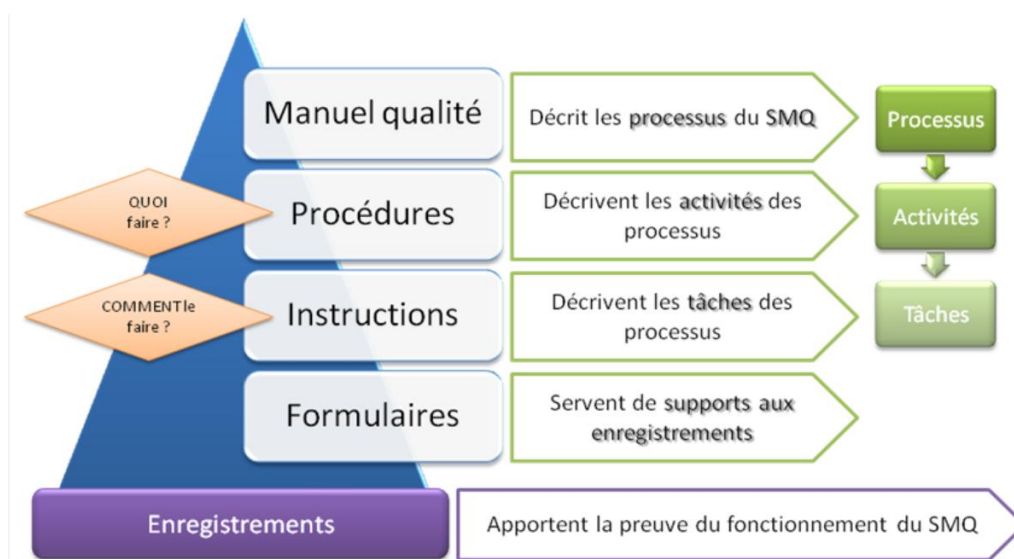 Manuel qualité
Décrit les processus du SMQ
Processus
QUOI
faire ?
Procédures
Décrivent les activités des
processus
Activités
COMMENT le
faire ?
Instructions
Décrivent les tâches des
processus
Tâches
Formulaires
Servent de supports aux
enregistrements
Enregistrements
Apportent la preuve du fonctionnement du SMQ